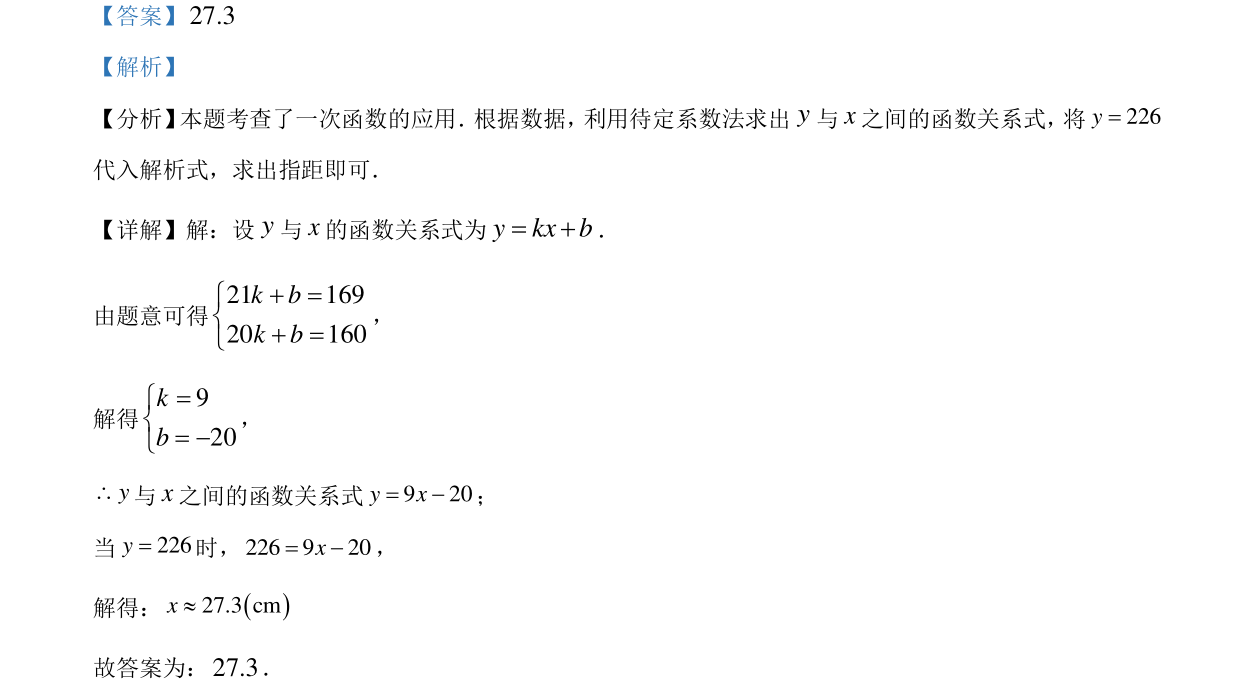 【答案】27.3
【解析】
【分析】本题考查了一次函数的应用．根据数据，利用待定系数法求出 y 与 x 之间的函数关系式，将 y = 226
代入解析式，求出指距即可．
【详解】解：设 y 与 x 的函数关系式为 y = kx + b．
由题意可得 { 21k + b = 169
20k + b = 160 ，
解得 { k = 9
b = −20 ，
∴ y 与 x 之间的函数关系式 y = 9x − 20；
当 y = 226 时，226 = 9x − 20，
解得：x ≈ 27.3(cm)
故答案为：27.3．